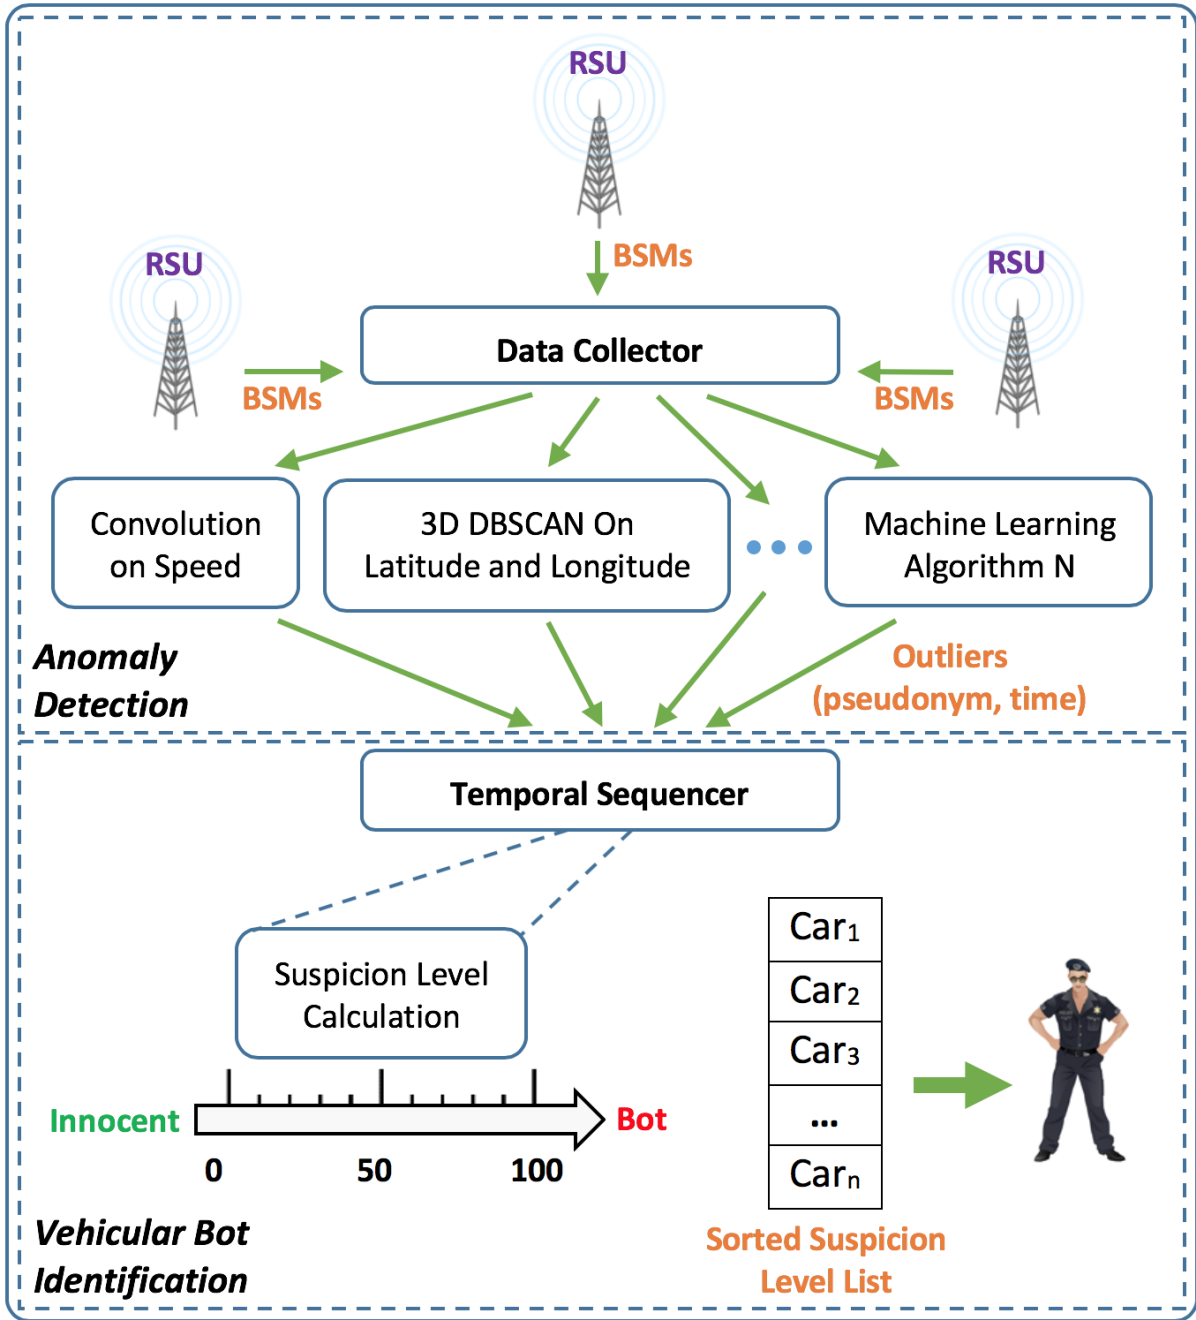 RSU
BSMs
RSU
RSU
Data Collector
BSMs
BSMs
Convolution
on Speed
3D DBSCAN On
Latitude and Longitude
Machine Learning
Algorithm N
Anomaly
Detection
Outliers
(pseudonym, time)
Temporal Sequencer
Suspicion Level
Calculation
Innocent
Bot
0
50
100
Car₁
Car₂
Car₃
...
Carₙ
Sorted Suspicion
Level List
Vehicular Bot
Identification